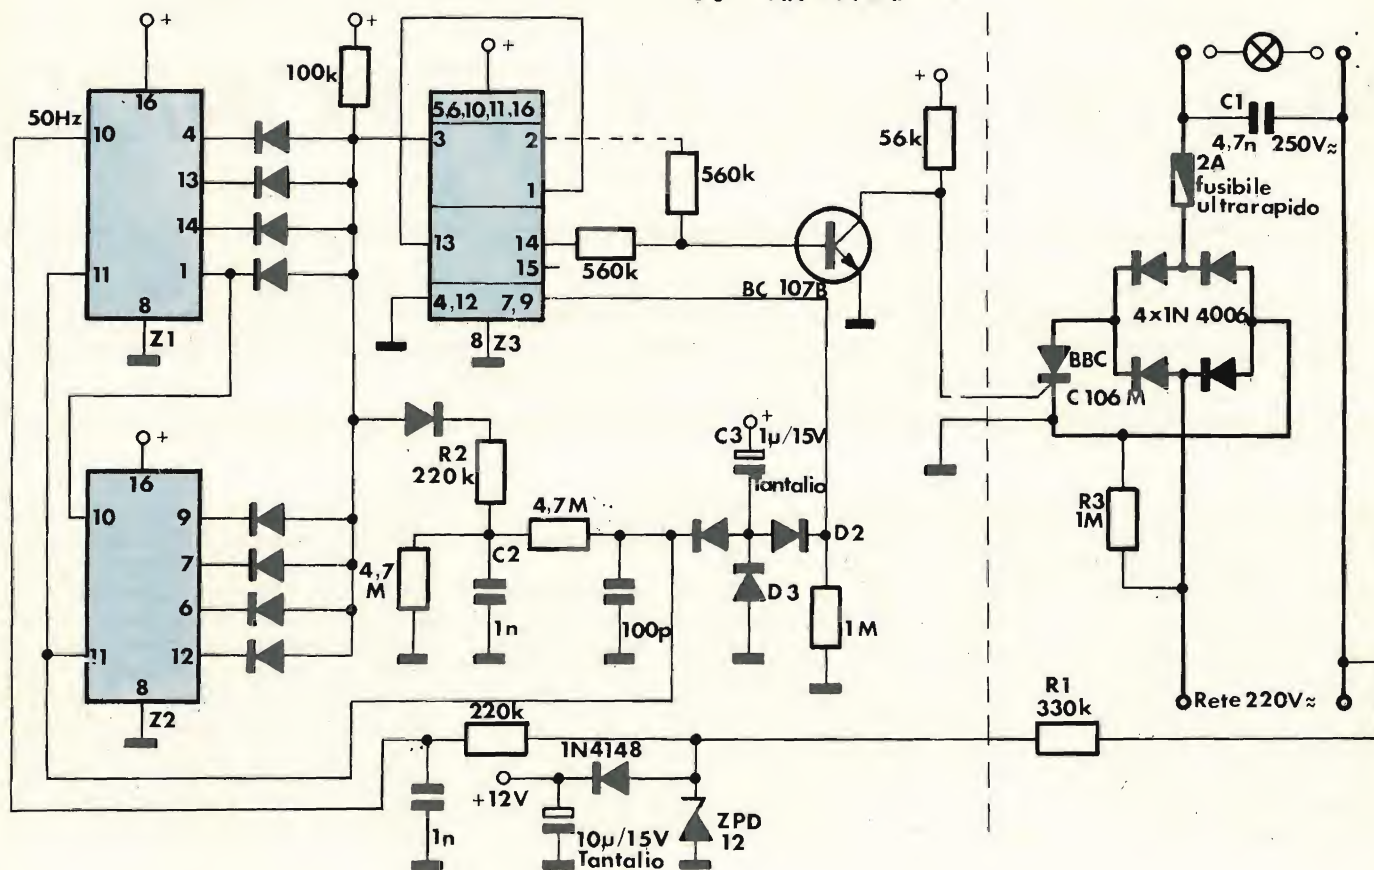 +
+
+
+
100k
50Hz
16
10
4
13
14
1
11
8
Z1
5,6,10,11,16
3
2
1
13
14
15
4,12
7,9
8
Z3
560k
560k
BC 107B
56k
C1
4,7n
250V≈
2A
fusibile
ultrarapido
4×1N 4006
BBC
C 106 M
R3
1M
+
16
10
9
7
6
11
12
8
Z2
R2
220k
4,7M
C2
4,7
M
1n
100p
+
C3
1μ/15V
Tantalio
D2
D3
1M
R1
330k
Rete 220V≈
220k
1N4148
+12V
1n
10μ/15V
Tantalio
ZPD
12